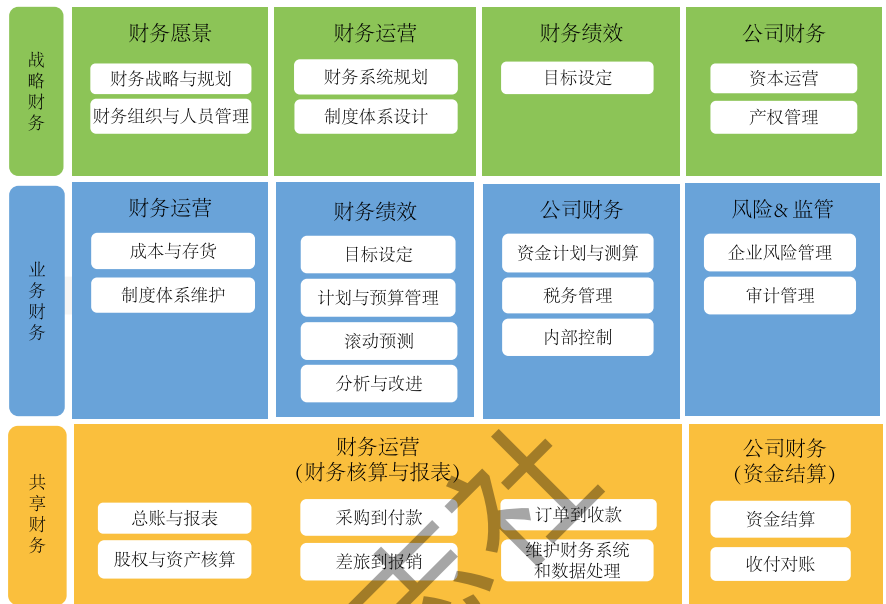 战略财务
财务愿景
财务战略与规划
财务组织与人员管理
财务运营
财务系统规划
制度体系设计
财务绩效
目标设定
公司财务
资本运营
产权管理
业务财务
财务运营
成本与存货
制度体系维护
财务绩效
目标设定
计划与预算管理
滚动预测
分析与改进
公司财务
资金计划与测算
税务管理
内部控制
风险& 监管
企业风险管理
审计管理
共享财务
财务运营
(财务核算与报表)
总账与报表
股权与资产核算
采购到付款
差旅到报销
订单到收款
维护财务系统
和数据处理
公司财务
(资金结算)
资金结算
收付对账
志社